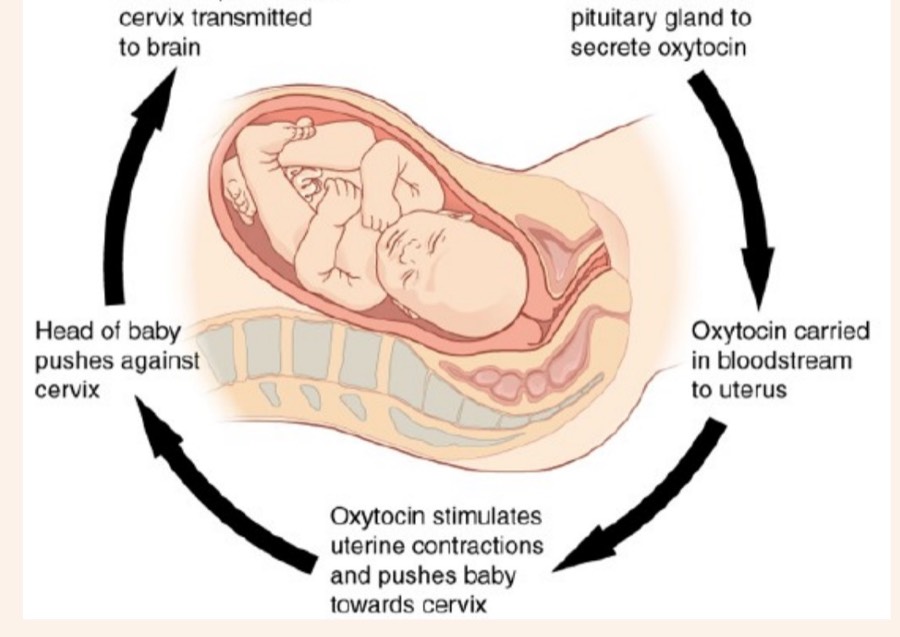 cervix transmitted
to brain
pituitary gland to
secrete oxytocin
Head of baby
pushes against
cervix
Oxytocin carried
in bloodstream
to uterus
Oxytocin stimulates
uterine contractions
and pushes baby
towards cervix